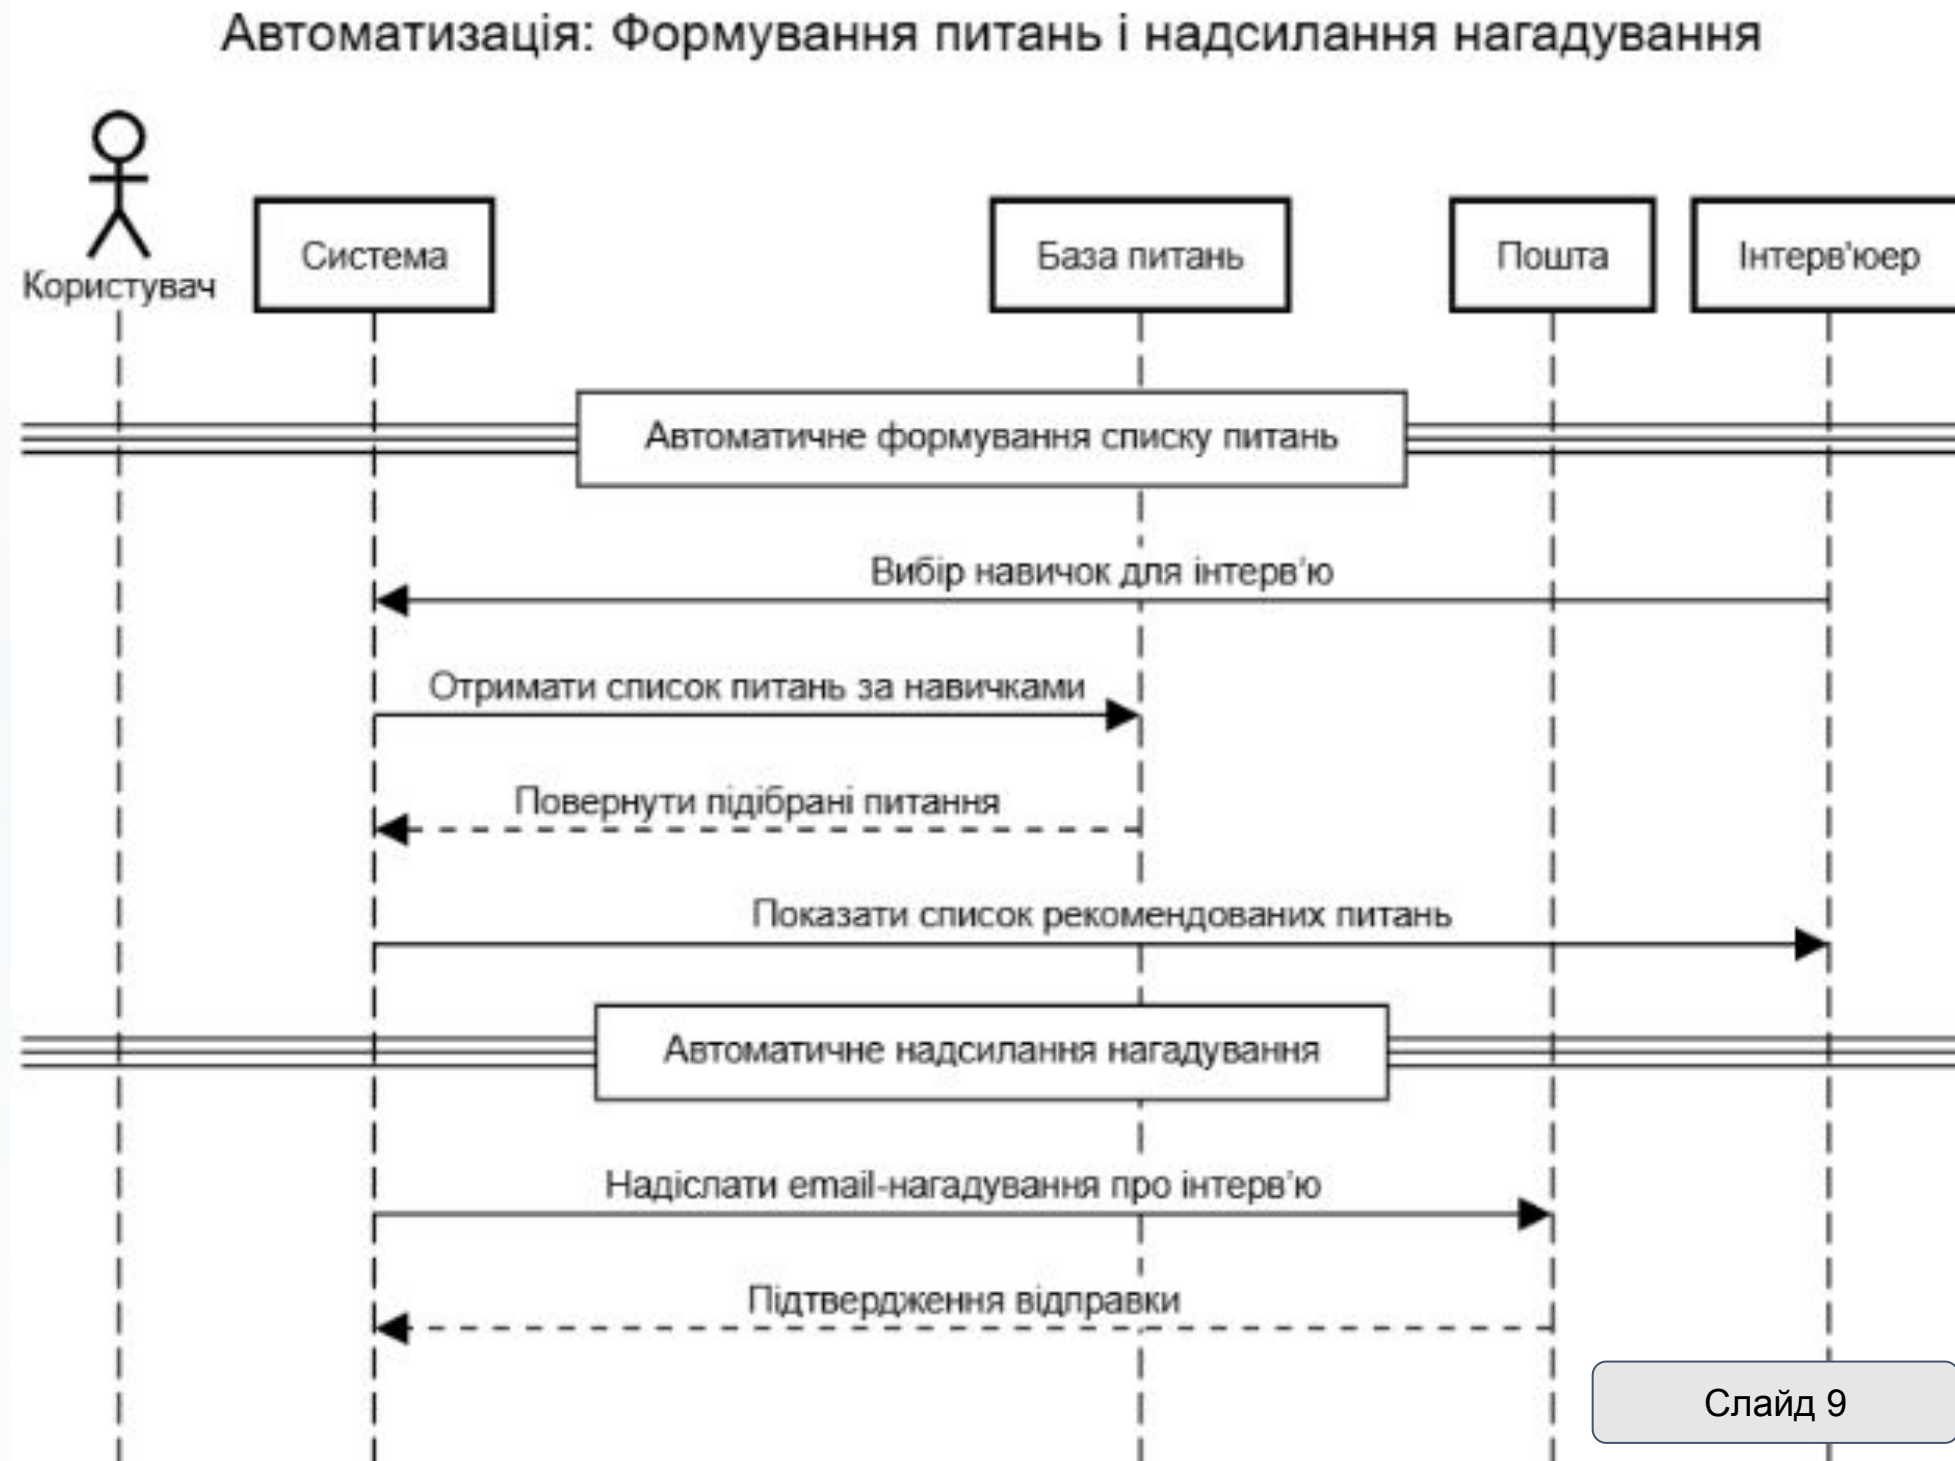 Автоматизація: Формування питань і надсилання нагадування
Користувач
Система
База питань
Пошта
Інтерв'юер
Автоматичне формування списку питань
Вибір навичок для інтерв'ю
Отримати список питань за навичками
Повернути підібрані питання
Показати список рекомендованих питань
Автоматичне надсилання нагадування
Надіслати email-нагадування про інтерв'ю
Підтвердження відправки
Слайд 9